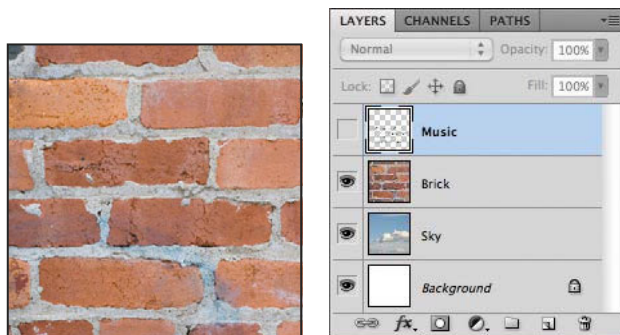 LAYERS CHANNELS PATHS
Normal Opacity: 100%
Lock: Fill: 100%
Music
Brick
Sky
Background
fx.